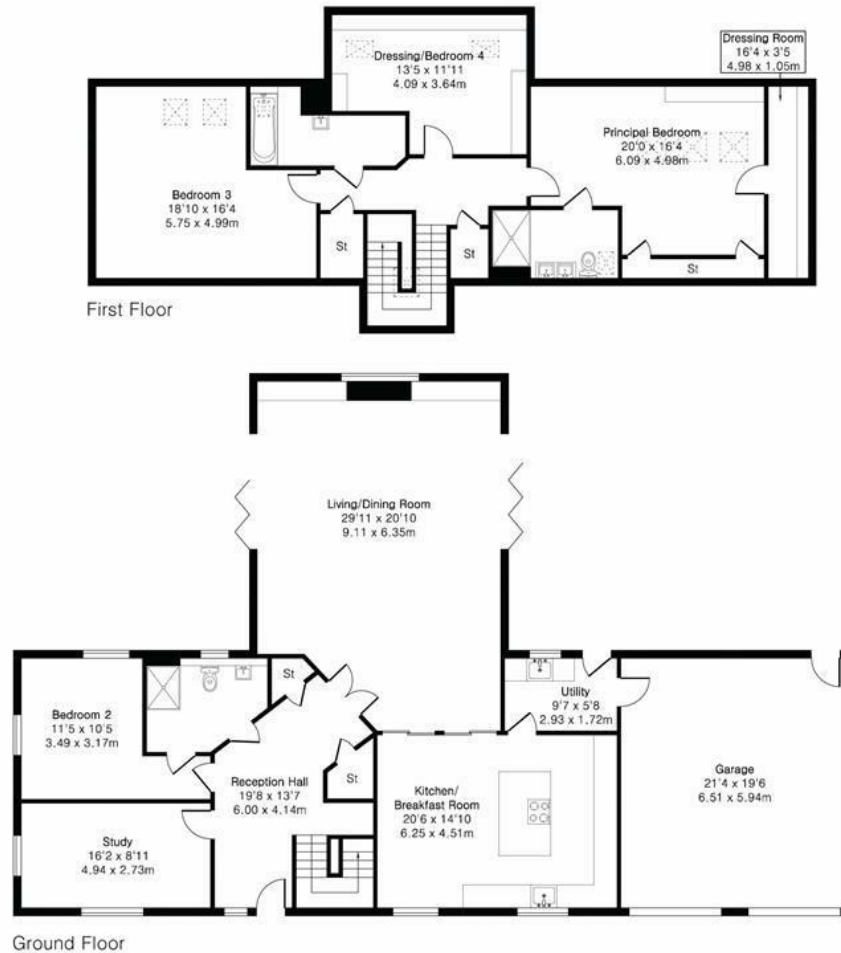 Dressing Room
16'4 x 3'5
4.98 x 1.05m
Dressing/Bedroom 4
13'5 x 11'11
4.09 x 3.64m
Principal Bedroom
20'0 x 16'4
6.09 x 4.98m
Bedroom 3
18'10 x 16'4
5.75 x 4.99m
St
St
St
First Floor
Living/Dining Room
29'11 x 20'10
9.11 x 6.35m
St
Utility
9'7 x 5'8
2.93 x 1.72m
Bedroom 2
11'5 x 10'5
3.49 x 3.17m
Reception Hall
19'8 x 13'7
6.00 x 4.14m
St
Kitchen/
Breakfast Room
20'6 x 14'10
6.25 x 4.51m
Garage
21'4 x 19'6
6.51 x 5.94m
Study
16'2 x 8'11
4.94 x 2.73m
Ground Floor